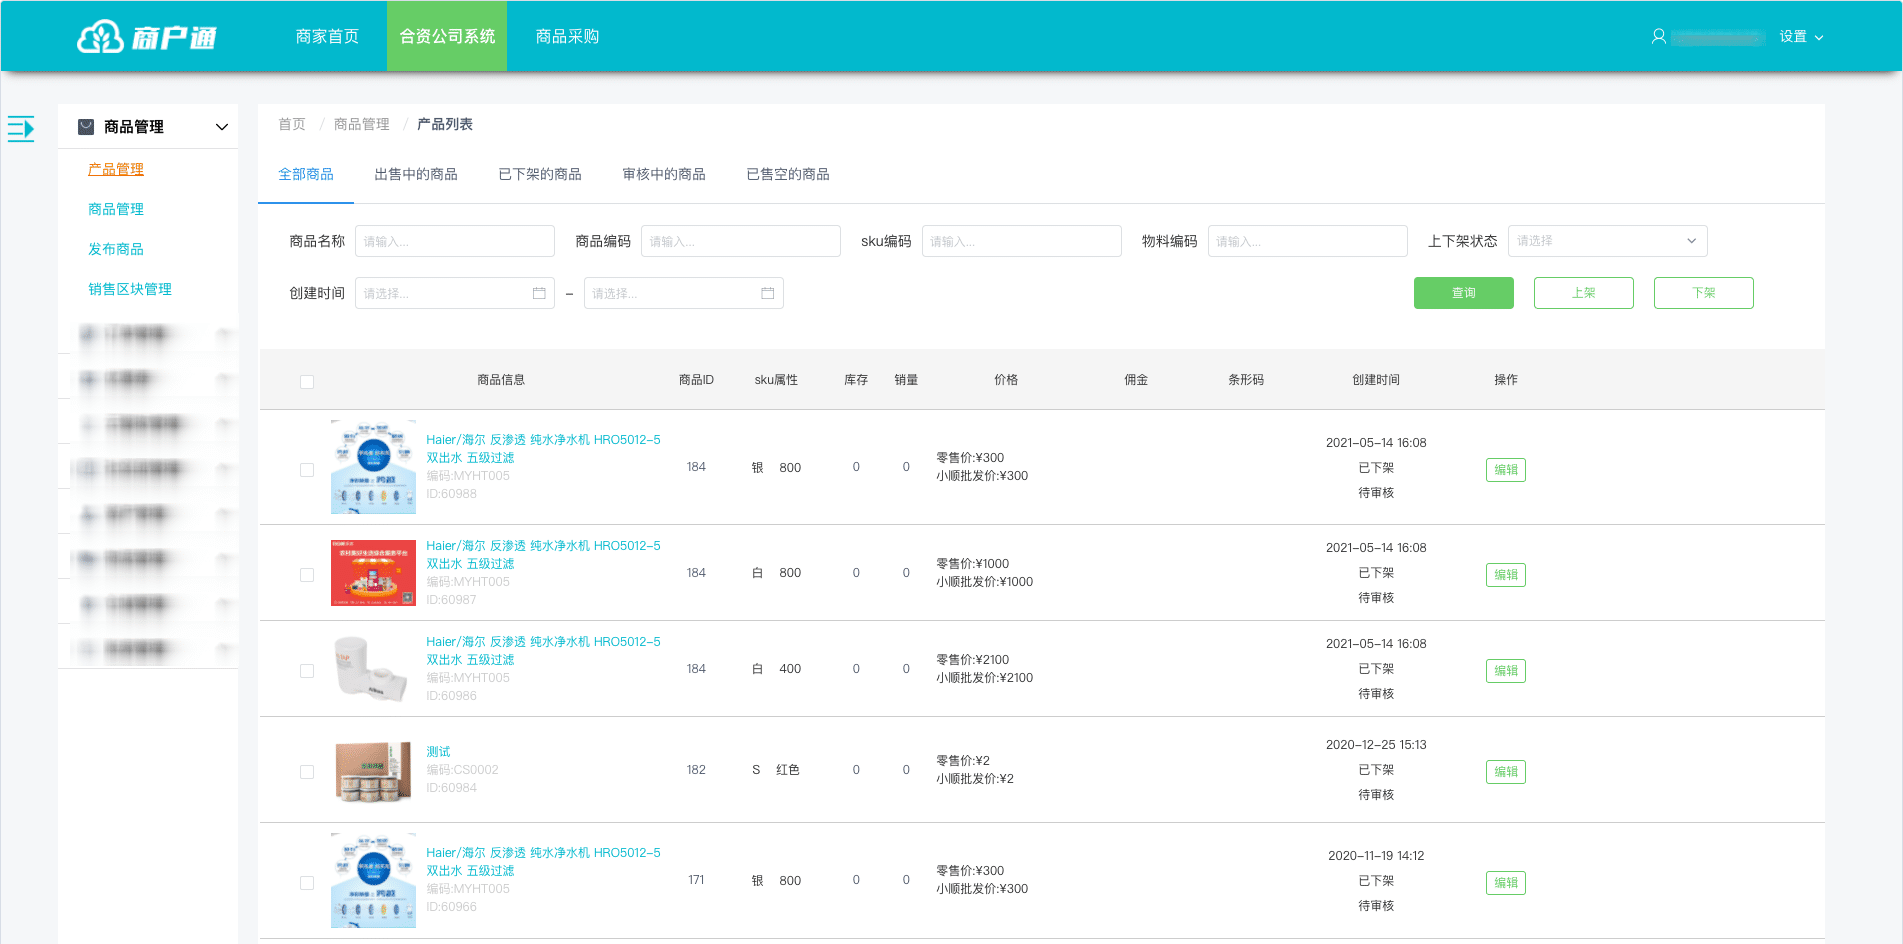 商户通
商家首页
合资公司系统
商品采购
设置
商品管理
产品管理
商品管理
发布商品
销售区块管理
首页 / 商品管理 / 产品列表
全部商品
出售中的商品
已下架的商品
审核中的商品
已售空的商品
商品名称 请输入...
商品编码 请输入...
sku编码 请输入...
物料编码 请输入...
上下架状态 请选择
创建时间 请选择... – 请选择...
查询
上架
下架
商品信息 商品ID sku属性 库存 销量 价格 佣金 条形码 创建时间 操作
Haier/海尔 反渗透 纯水净水机 HRO5012-5
双出水 五级过滤
编码:MYHT005
ID:60988
184
银 800
0
0
零售价:¥300
小顺批发价:¥300
2021-05-14 16:08
已下架
待审核
编辑
Haier/海尔 反渗透 纯水净水机 HRO5012-5
双出水 五级过滤
编码:MYHT005
ID:60987
184
白 800
0
0
零售价:¥1000
小顺批发价:¥1000
2021-05-14 16:08
已下架
待审核
编辑
Haier/海尔 反渗透 纯水净水机 HRO5012-5
双出水 五级过滤
编码:MYHT005
ID:60986
184
白 400
0
0
零售价:¥2100
小顺批发价:¥2100
2021-05-14 16:08
已下架
待审核
编辑
测试
编码:CS0002
ID:60984
182
S 红色
0
0
零售价:¥2
小顺批发价:¥2
2020-12-25 15:13
已下架
待审核
编辑
Haier/海尔 反渗透 纯水净水机 HRO5012-5
双出水 五级过滤
编码:MYHT005
ID:60966
171
银 800
0
0
零售价:¥300
小顺批发价:¥300
2020-11-19 14:12
已下架
待审核
编辑